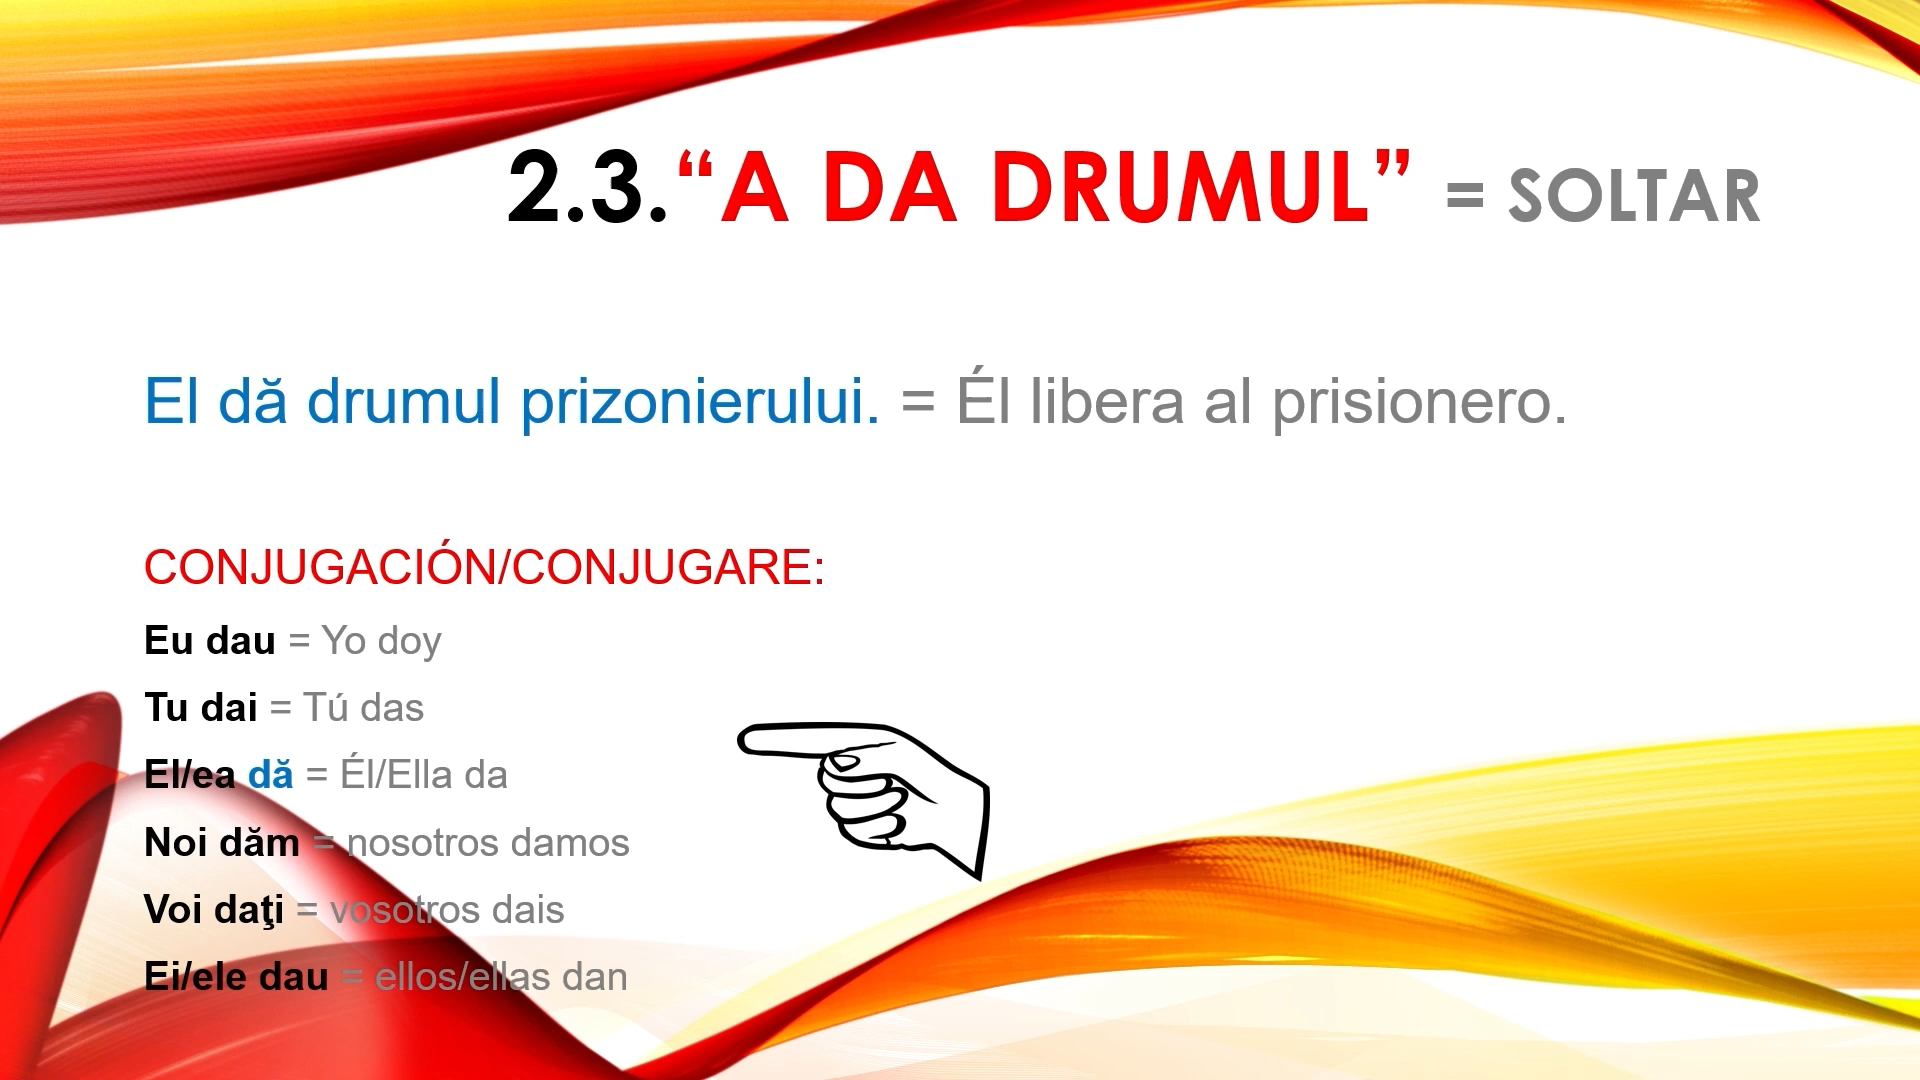 2.3.“A DA DRUMUL” = SOLTAR
El dă drumul prizonierului. = Él libera al prisionero.
CONJUGACIÓN/CONJUGARE:
Eu dau = Yo doy
Tu dai = Tú das
El/ea dă = Él/Ella da
Noi dăm = nosotros damos
Voi daţi = vosotros dais
Ei/ele dau = ellos/ellas dan